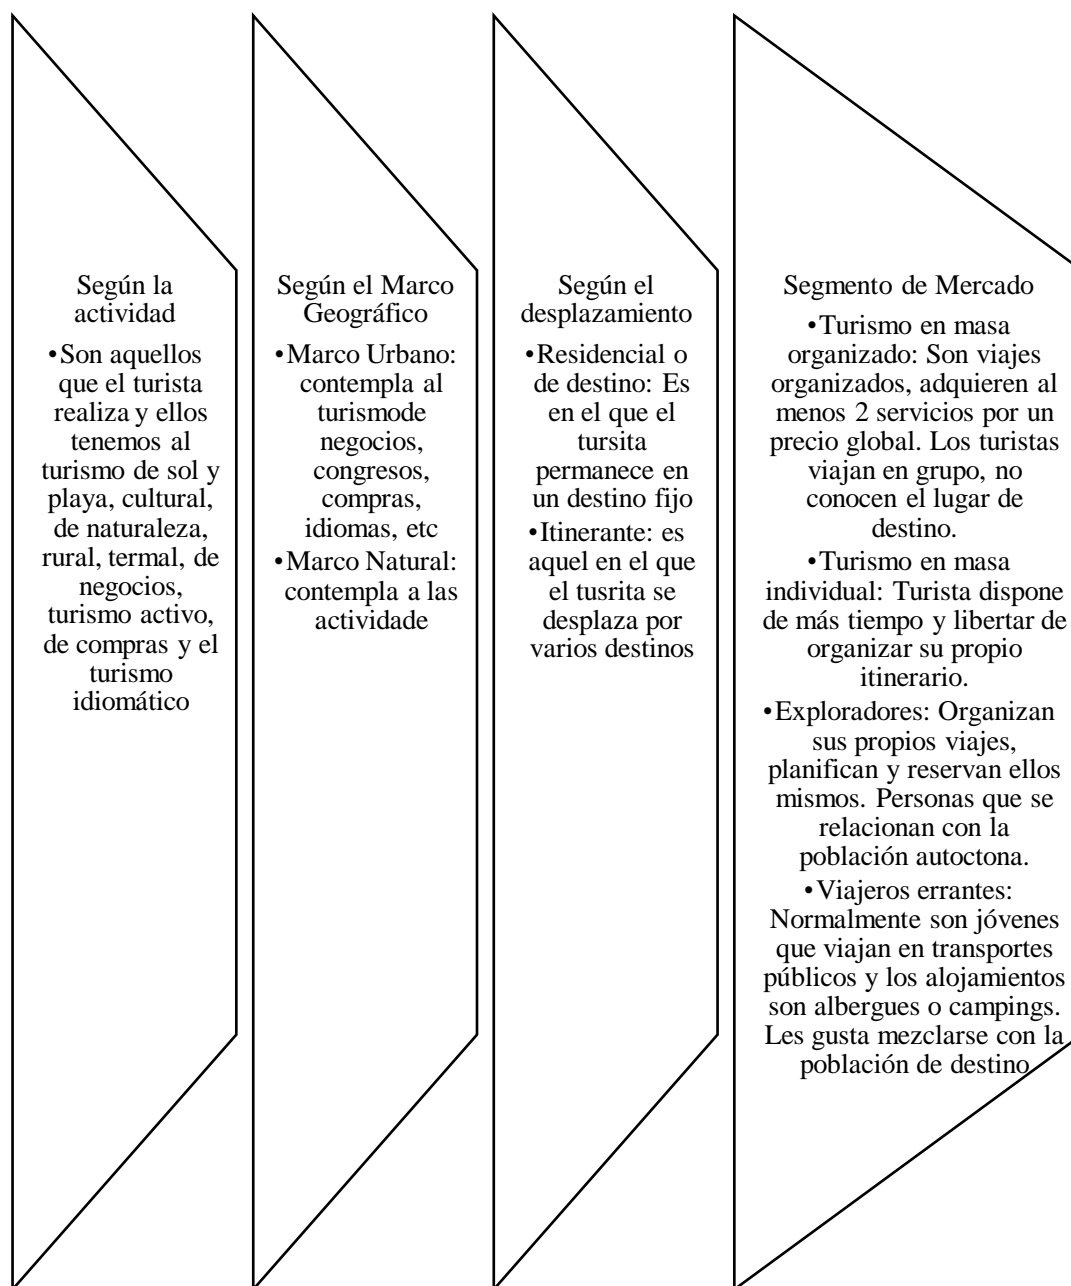 Según la
actividad
•Son aquellos
que el turista
realiza y ellos
tenemos al
turismo de sol y
playa, cultural,
de naturaleza,
rural, termal, de
negocios,
turismo activo,
de compras y el
turismo
idiomático
Según el Marco
Geográfico
•Marco Urbano:
contempla al
turismode
negocios,
congresos,
compras,
idiomas, etc
•Marco Natural:
contempla a las
actividade
Según el
desplazamiento
•Residencial o
de destino: Es
en el que el
tursita
permanece en
un destino fijo
•Itinerante: es
aquel en el que
el tusrita se
desplaza por
varios destinos
Segmento de Mercado
•Turismo en masa
organizado: Son viajes
organizados, adquieren al
menos 2 servicios por un
precio global. Los turistas
viajan en grupo, no
conocen el lugar de
destino.
•Turismo en masa
individual: Turista dispone
de más tiempo y libertar de
organizar su propio
itinerario.
•Exploradores: Organizan
sus propios viajes,
planifican y reservan ellos
mismos. Personas que se
relacionan con la
población autoctona.
•Viajeros errantes:
Normalmente son jóvenes
que viajan en transportes
públicos y los alojamientos
son albergues o campings.
Les gusta mezclarse con la
población de destino